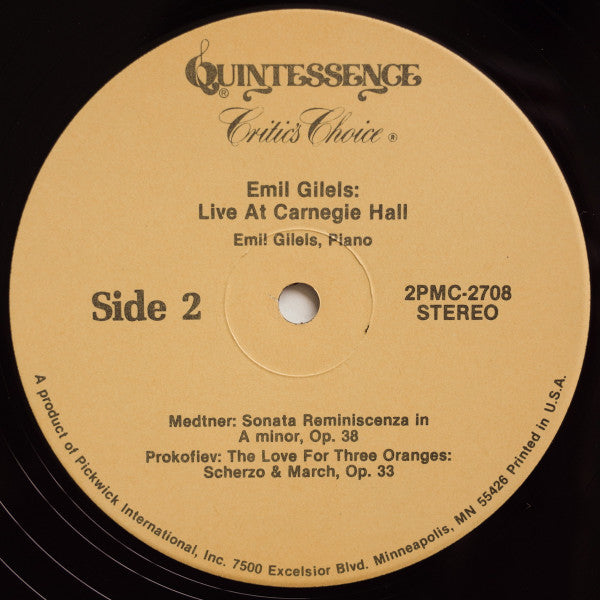 QUINTESSENCE®
Critic's Choice®
Emil Gilels:
Live At Carnegie Hall
Emil Gilels, Piano
Side 2
2PMC-2708
STEREO
Medtner: Sonata Reminiscenza in
A minor, Op. 38
Prokofiev: The Love For Three Oranges:
Scherzo & March, Op. 33
A product of Pickwick International, Inc. 7500 Excelsior Blvd. Minneapolis, MN 55426 Printed in U.S.A.